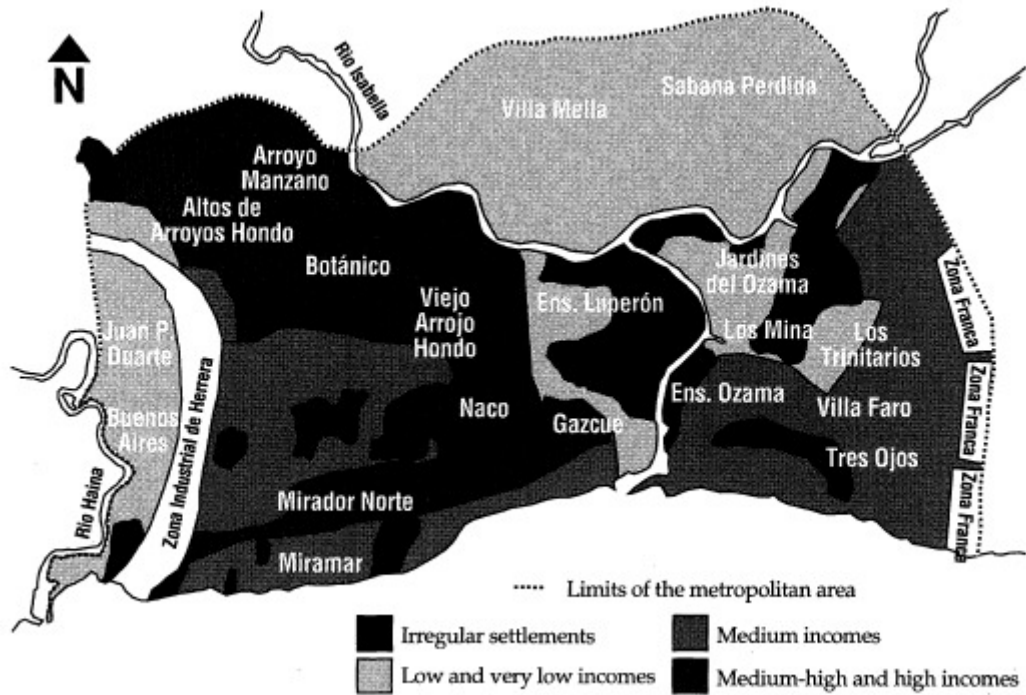 N
Río Isabella
Villa Mella
Sabana Perdida
Arroyo
Manzano
Altos de
Arroyos Hondo
Botánico
Viejo
Arrojo
Hondo
Ens. Luperón
Jardines
del Ozama
Los Mina
Los
Trinitarios
Juan P.
Duarte
Buenos
Aires
Naco
Gazcue
Ens. Ozama
Villa Faro
Tres Ojos
Mirador Norte
Miramar
Río Haina
Zona Industrial de Herrera
Zona Franca
Zona Franca
Zona Franca
Limits of the metropolitan area
Irregular settlements
Medium incomes
Low and very low incomes
Medium-high and high incomes